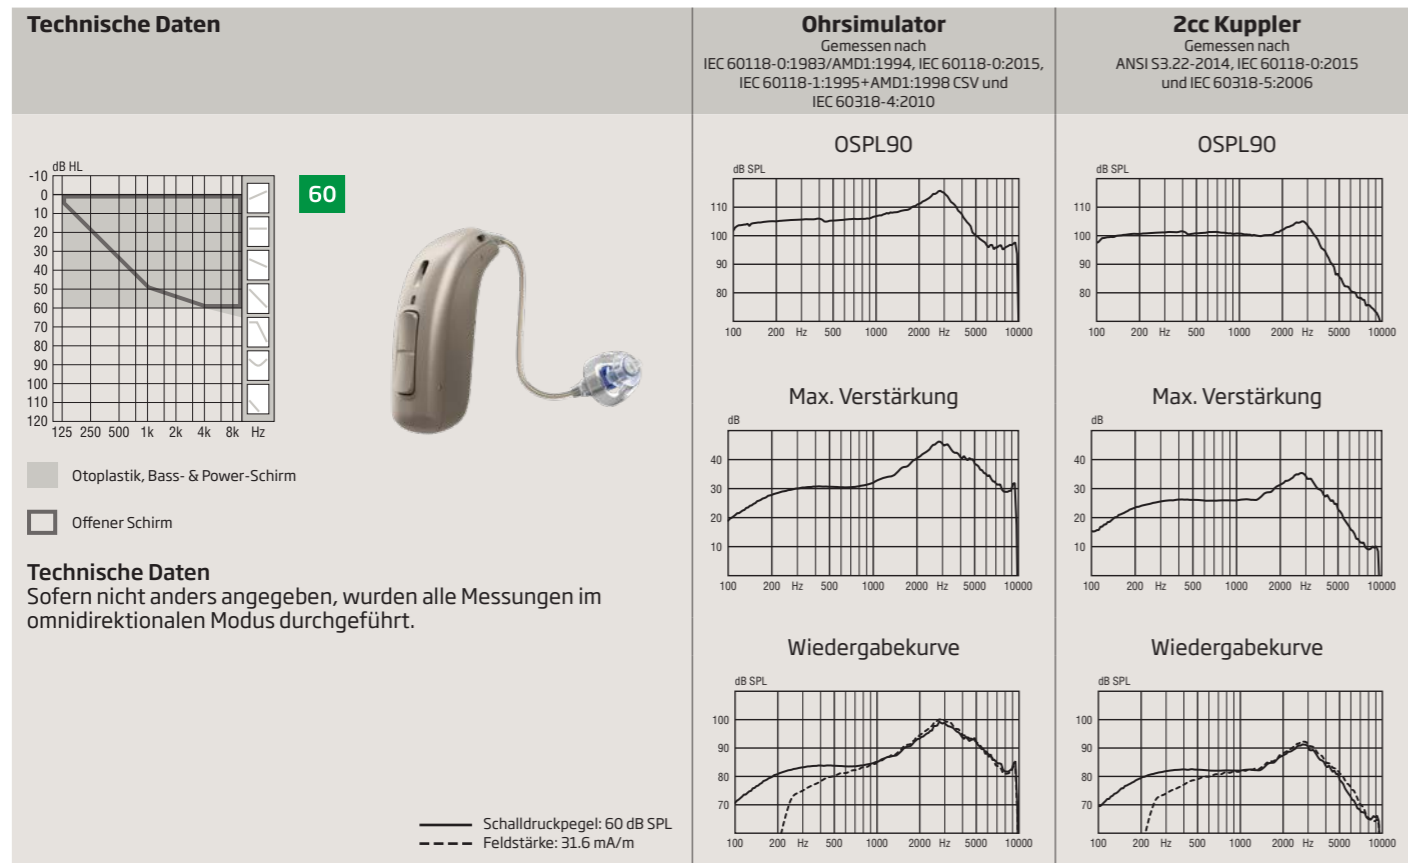 Technische Daten
Ohrsimulator
Gemessen nach
IEC 60118-0:1983/AMD1:1994, IEC 60118-0:2015,
IEC 60118-1:1995+AMD1:1998 CSV und
IEC 60318-4:2010
2cc Kuppler
Gemessen nach
ANSI S3.22-2014, IEC 60118-0:2015
und IEC 60318-5:2006
dB HL
-10
0
10
20
30
40
50
60
70
80
90
100
110
120
125 250 500 1k 2k 4k 8k Hz
60
Otoplastik, Bass- & Power-Schirm
Offener Schirm
Technische Daten
Sofern nicht anders angegeben, wurden alle Messungen im
omnidirektionalen Modus durchgeführt.
Schalldruckpegel: 60 dB SPL
Feldstärke: 31.6 mA/m
OSPL90
dB SPL
110
100
90
80
100 200 Hz 500 1000 2000 Hz 5000 10000
Max. Verstärkung
dB
40
30
20
10
100 200 Hz 500 1000 2000 Hz 5000 10000
Wiedergabekurve
dB SPL
100
90
80
70
100 200 Hz 500 1000 2000 Hz 5000 10000
OSPL90
dB SPL
110
100
90
80
100 200 Hz 500 1000 2000 Hz 5000 10000
Max. Verstärkung
dB
40
30
20
10
100 200 Hz 500 1000 2000 Hz 5000 10000
Wiedergabekurve
dB SPL
100
90
80
70
100 200 Hz 500 1000 2000 Hz 5000 10000